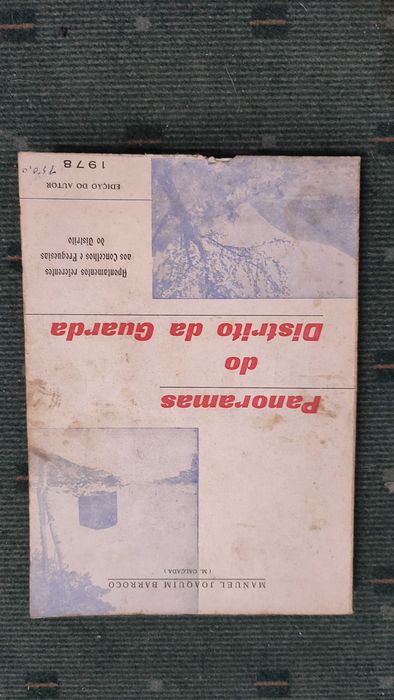 MANUEL JOAQUIM BARROCO
( M. CALÇADA )
Panoramas
do
Distrito da Guarda
Apontamentos referentes
aos Concelhos e Freguesias
do Distrito
EDIÇÃO DO AUTOR
1978